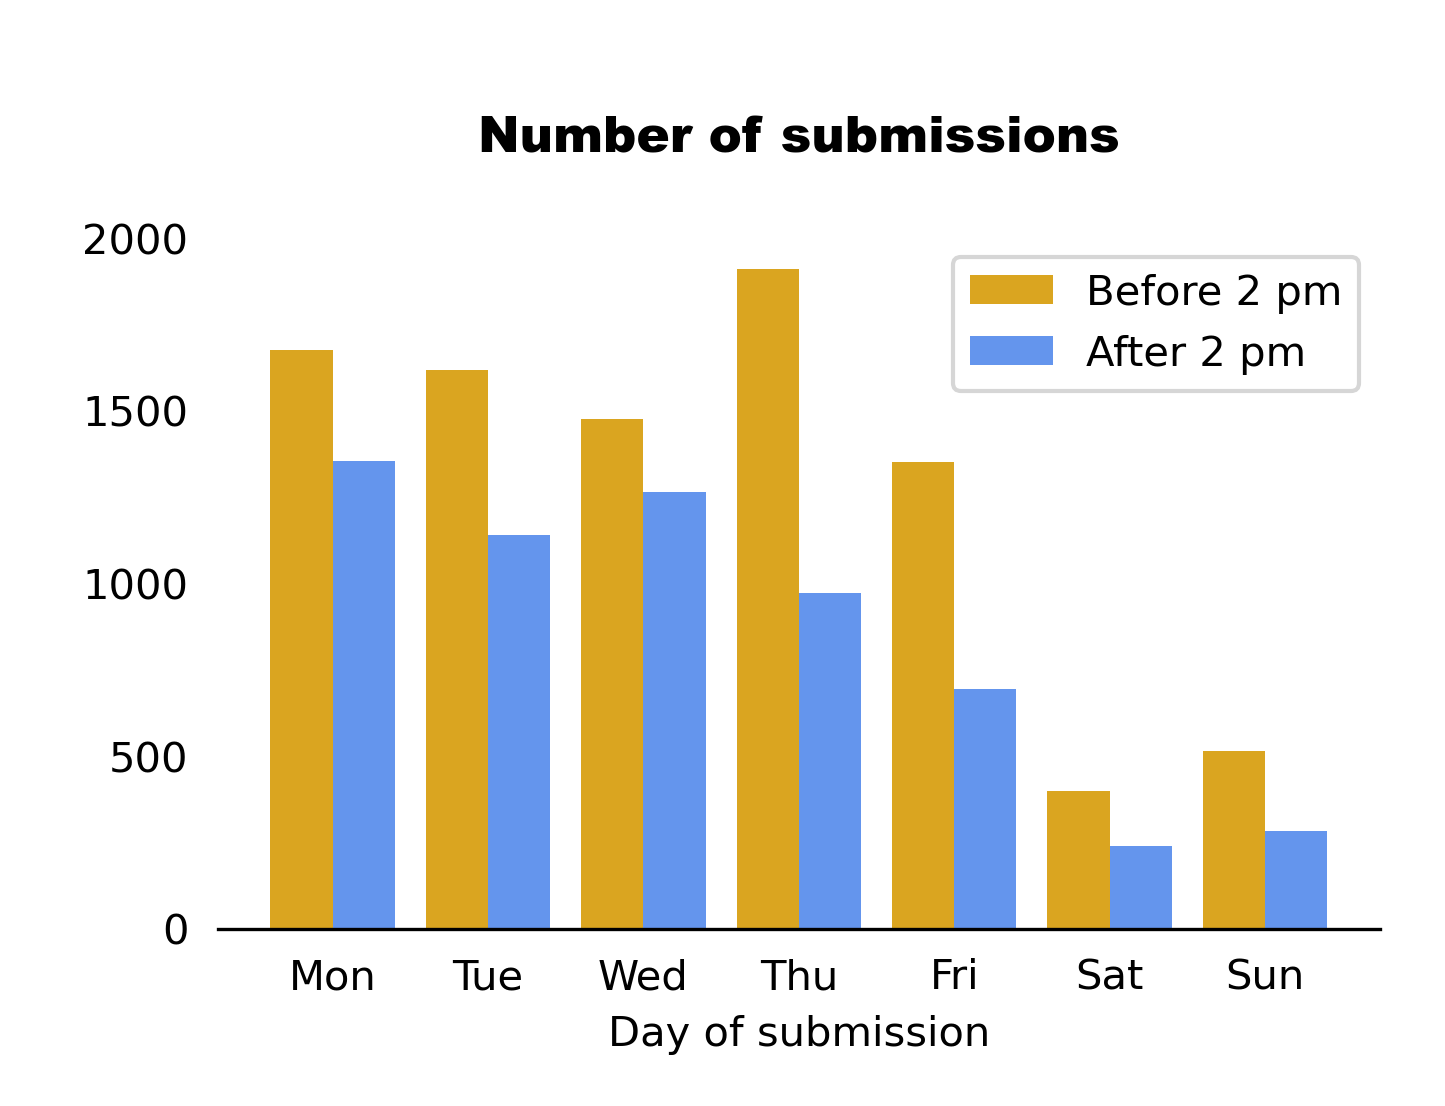 Number of submissions
2000
1500
1000
500
0
Before 2 pm
After 2 pm
Mon Tue Wed Thu Fri Sat Sun
Day of submission